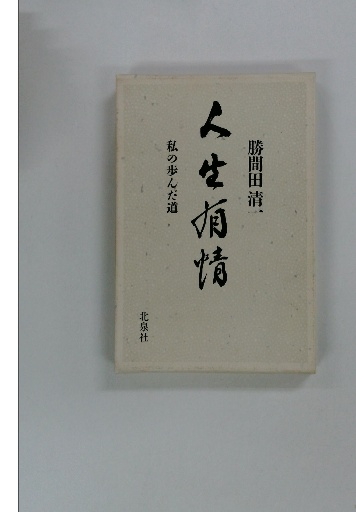 勝間田清一
人生有情
私の歩んだ道
北泉社